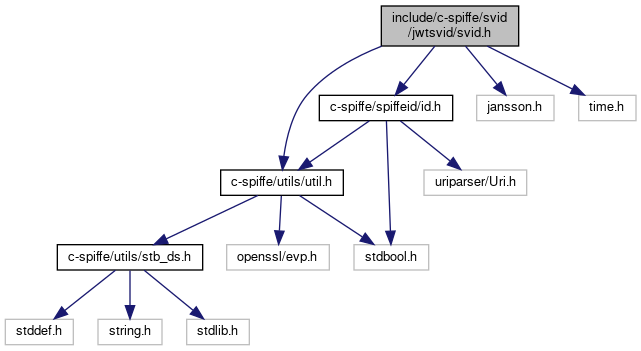 include/c-spiffe/svid
/jwtsvid/svid.h
c-spiffe/spiffeid/id.h
jansson.h
time.h
c-spiffe/utils/util.h
uriparser/Uri.h
c-spiffe/utils/stb_ds.h
openssl/evp.h
stdbool.h
stddef.h
string.h
stdlib.h